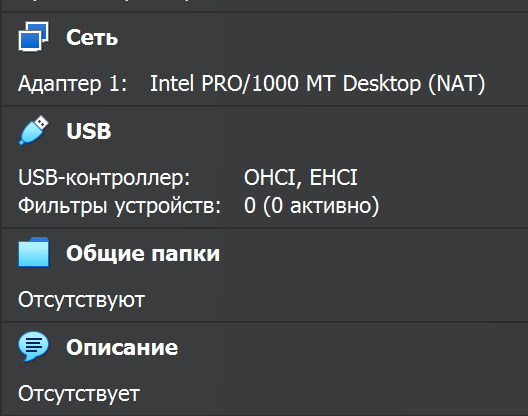 Сеть
Адаптер 1: Intel PRO/1000 MT Desktop (NAT)
USB
USB-контроллер: OHCI, EHCI
Фильтры устройств: 0 (0 активно)
Общие папки
Отсутствуют
Описание
Отсутствует